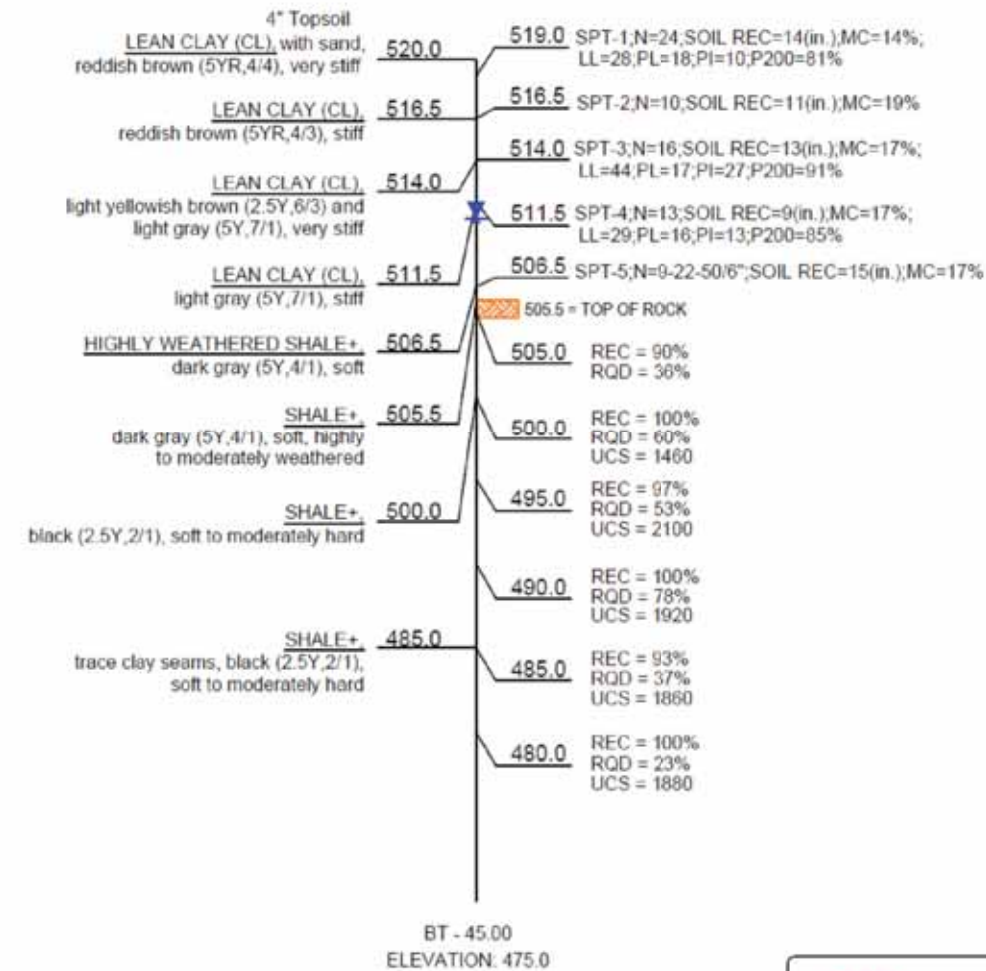 4" Topsoil
LEAN CLAY (CL), with sand,
reddish brown (5YR,4/4), very stiff
520.0
LEAN CLAY (CL),
reddish brown (5YR,4/3), stiff
516.5
LEAN CLAY (CL),
light yellowish brown (2.5Y,6/3) and
light gray (5Y,7/1), very stiff
514.0
LEAN CLAY (CL),
light gray (5Y,7/1), stiff
511.5
HIGHLY WEATHERED SHALE+,
dark gray (5Y,4/1), soft
506.5
SHALE+,
dark gray (5Y,4/1), soft, highly
to moderately weathered
505.5
SHALE+,
black (2.5Y,2/1), soft to moderately hard
500.0
SHALE+,
trace clay seams, black (2.5Y,2/1),
soft to moderately hard
485.0
519.0 SPT-1;N=24;SOIL REC=14(in.);MC=14%;
LL=28;PL=18;PI=10;P200=81%
516.5 SPT-2;N=10;SOIL REC=11(in.);MC=19%
514.0 SPT-3;N=16;SOIL REC=13(in.);MC=17%;
LL=44;PL=17;PI=27;P200=91%
511.5 SPT-4;N=13;SOIL REC=9(in.);MC=17%;
LL=29;PL=16;PI=13;P200=85%
506.5 SPT-5;N=9-22-50/6";SOIL REC=15(in.);MC=17%
505.5 = TOP OF ROCK
505.0 REC = 90%
RQD = 36%
500.0 REC = 100%
RQD = 60%
UCS = 1460
495.0 REC = 97%
RQD = 53%
UCS = 2100
490.0 REC = 100%
RQD = 78%
UCS = 1920
485.0 REC = 93%
RQD = 37%
UCS = 1860
480.0 REC = 100%
RQD = 23%
UCS = 1880
BT - 45.00
ELEVATION: 475.0